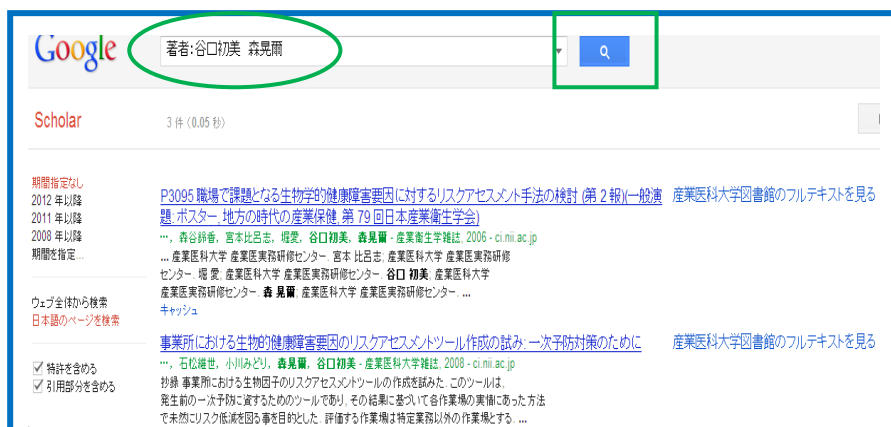 Google
著者:谷口初美 森晃爾
Scholar
3 件 (0.05 秒)
期間指定なし
2012 年以降
2011 年以降
2008 年以降
期間を指定...
ウェブ全体から検索
日本語のページを検索
特許を含める
引用部分を含める
P3095 職場で課題となる生物学的健康障害要因に対するリスクアセスメント手法の検討 (第 2 報)(一般演
題: ポスター, 地方の時代の産業保健, 第 79 回日本産業衛生学会)
産業医科大学図書館のフルテキストを見る
…, 森谷詩香, 宮本比呂志, 堀愛, 谷口初美, 森晃爾 - 産業衛生学雑誌, 2006 - ci.nii.ac.jp
... 産業医科大学 産業医実務研修センター. 宮本 比呂志; 産業医科大学 産業医実務研修
センター. 堀 愛; 産業医科大学 産業医実務研修センター. 谷口 初美; 産業医科大学
産業医実務研修センター. 森 晃爾; 産業医科大学 産業医実務研修センター. ...
キャッシュ
事業所における生物的健康障害要因のリスクアセスメントツール作成の試み: 一次予防対策のために
産業医科大学図書館のフルテキストを見る
…, 石松維世, 小川みどり, 森晃爾, 谷口初美 - 産業医科大学雑誌, 2008 - ci.nii.ac.jp
抄録 事業所における生物因子のリスクアセスメントツールの作成を試みた. このツールは,
発生前の一次予防に資するためのツールであり, その結果に基づいて各作業場の実情にあった方法
で未然にリスク低減を図る事を目的とした. 評価する作業場は特定業務以外の作業場とする. ...